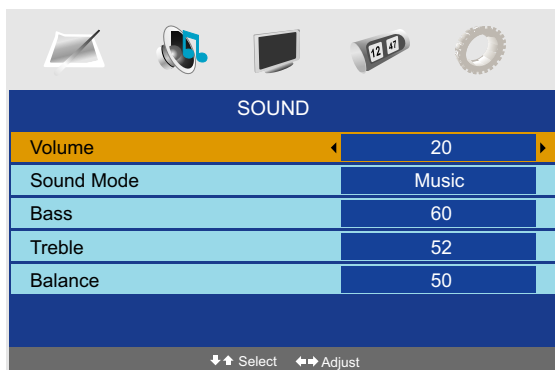 12 47
SOUND
Volume 20
Sound Mode Music
Bass 60
Treble 52
Balance 50
Select Adjust